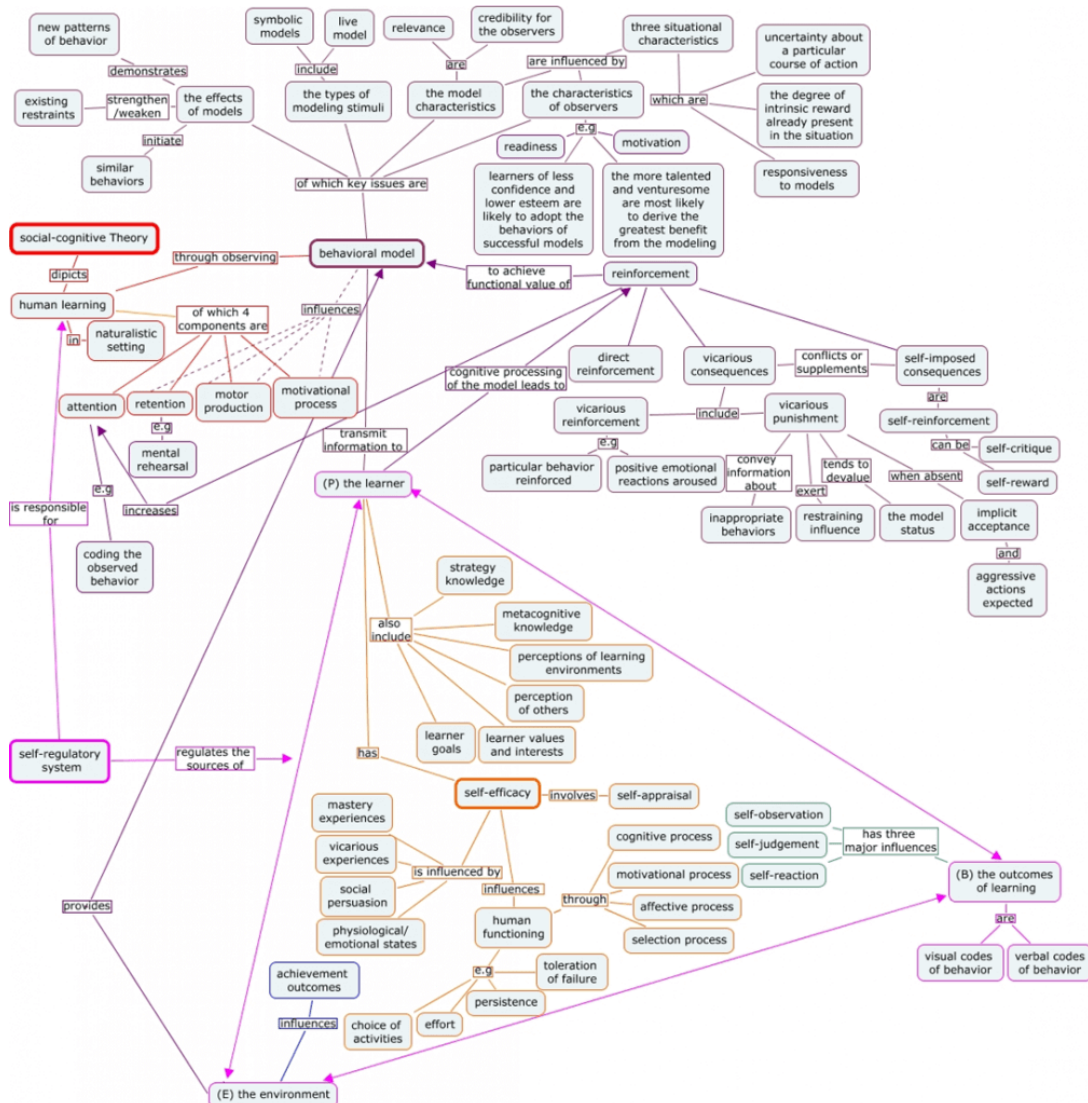 new patterns
of behavior
demonstrates
existing
restraints
strengthen
/weaken
the effects
of models
initiate
similar
behaviors
symbolic
models
live
model
include
the types of
modeling stimuli
relevance
credibility for
the observers
are
the model
characteristics
are influenced by
the characteristics
of observers
three situational
characteristics
which are
uncertainty about
a particular
course of action
the degree of
intrinsic reward
already present
in the situation
responsiveness
to models
e.g
readiness
motivation
learners of less
confidence and
lower esteem are
likely to adopt the
behaviors of
successful models
the more talented
and venturesome
are most likely
to derive the
greatest benefit
from the modeling
of which key issues are
social-cognitive Theory
dipicts
human learning
in
naturalistic
setting
through observing
behavioral model
of which 4
components are
influences
attention
retention
motor
production
motivational
process
e.g
mental
rehearsal
e.g
coding the
observed
behavior
increases
is responsible
for
to achieve
functional value of
reinforcement
cognitive processing
of the model leads to
direct
reinforcement
vicarious
consequences
conflicts or
supplements
self-imposed
consequences
are
self-reinforcement
can be
self-critique
self-reward
include
vicarious
reinforcement
vicarious
punishment
e.g
particular behavior
reinforced
positive emotional
reactions aroused
convey
information
about
inappropriate
behaviors
exert
restraining
influence
tends to
devalue
the model
status
when absent
implicit
acceptance
and
aggressive
actions
expected
transmit
information to
(P) the learner
also
include
strategy
knowledge
metacognitive
knowledge
perceptions of learning
environments
perception
of others
learner values
and interests
learner
goals
has
self-regulatory
system
regulates the
sources of
self-efficacy
involves
self-appraisal
is influenced by
mastery
experiences
vicarious
experiences
social
persuasion
physiological/
emotional states
influences
human
functioning
through
cognitive process
motivational process
affective process
selection process
e.g
toleration
of failure
persistence
effort
choice of
activities
self-observation
self-judgement
self-reaction
has three
major influences
(B) the outcomes
of learning
are
visual codes
of behavior
verbal codes
of behavior
provides
achievement
outcomes
influences
(E) the environment